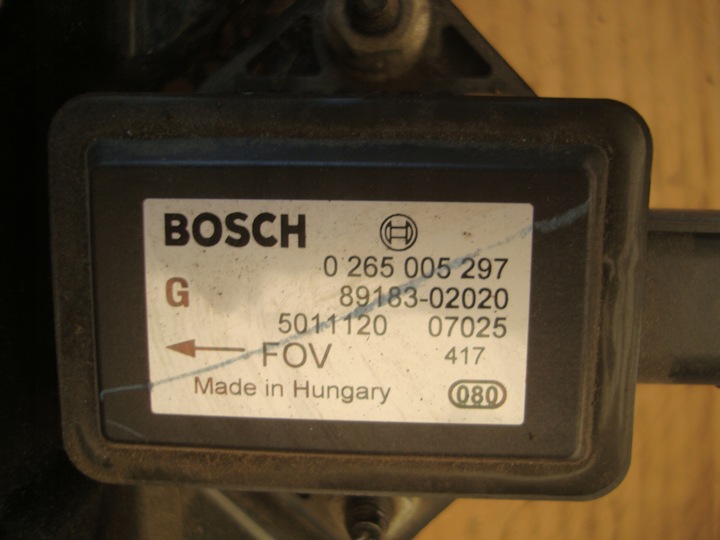 BOSCH
0 265 005 297
G 89183-02020
5011120 07025
FOV 417
Made in Hungary 080